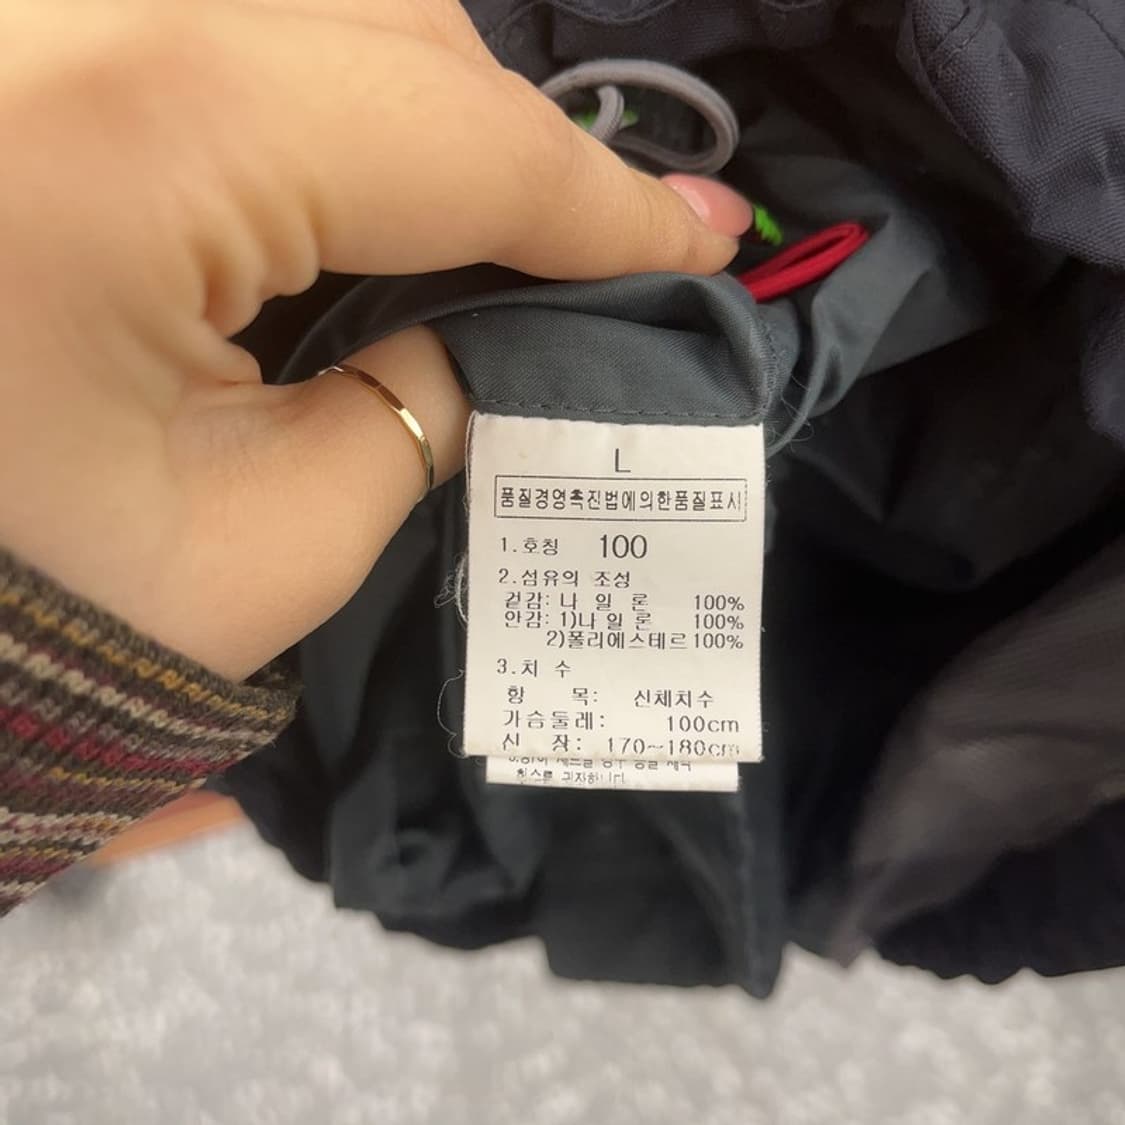 L
품질경영촉진법에의한품질표시
1.호칭 100
2.섬유의 조성
겉감: 나 일 론 100%
안감: 1)나 일 론 100%
2)폴리에스테르 100%
3.치 수
항 목: 신체치수
가슴둘레: 100cm
신 장: 170~180cm